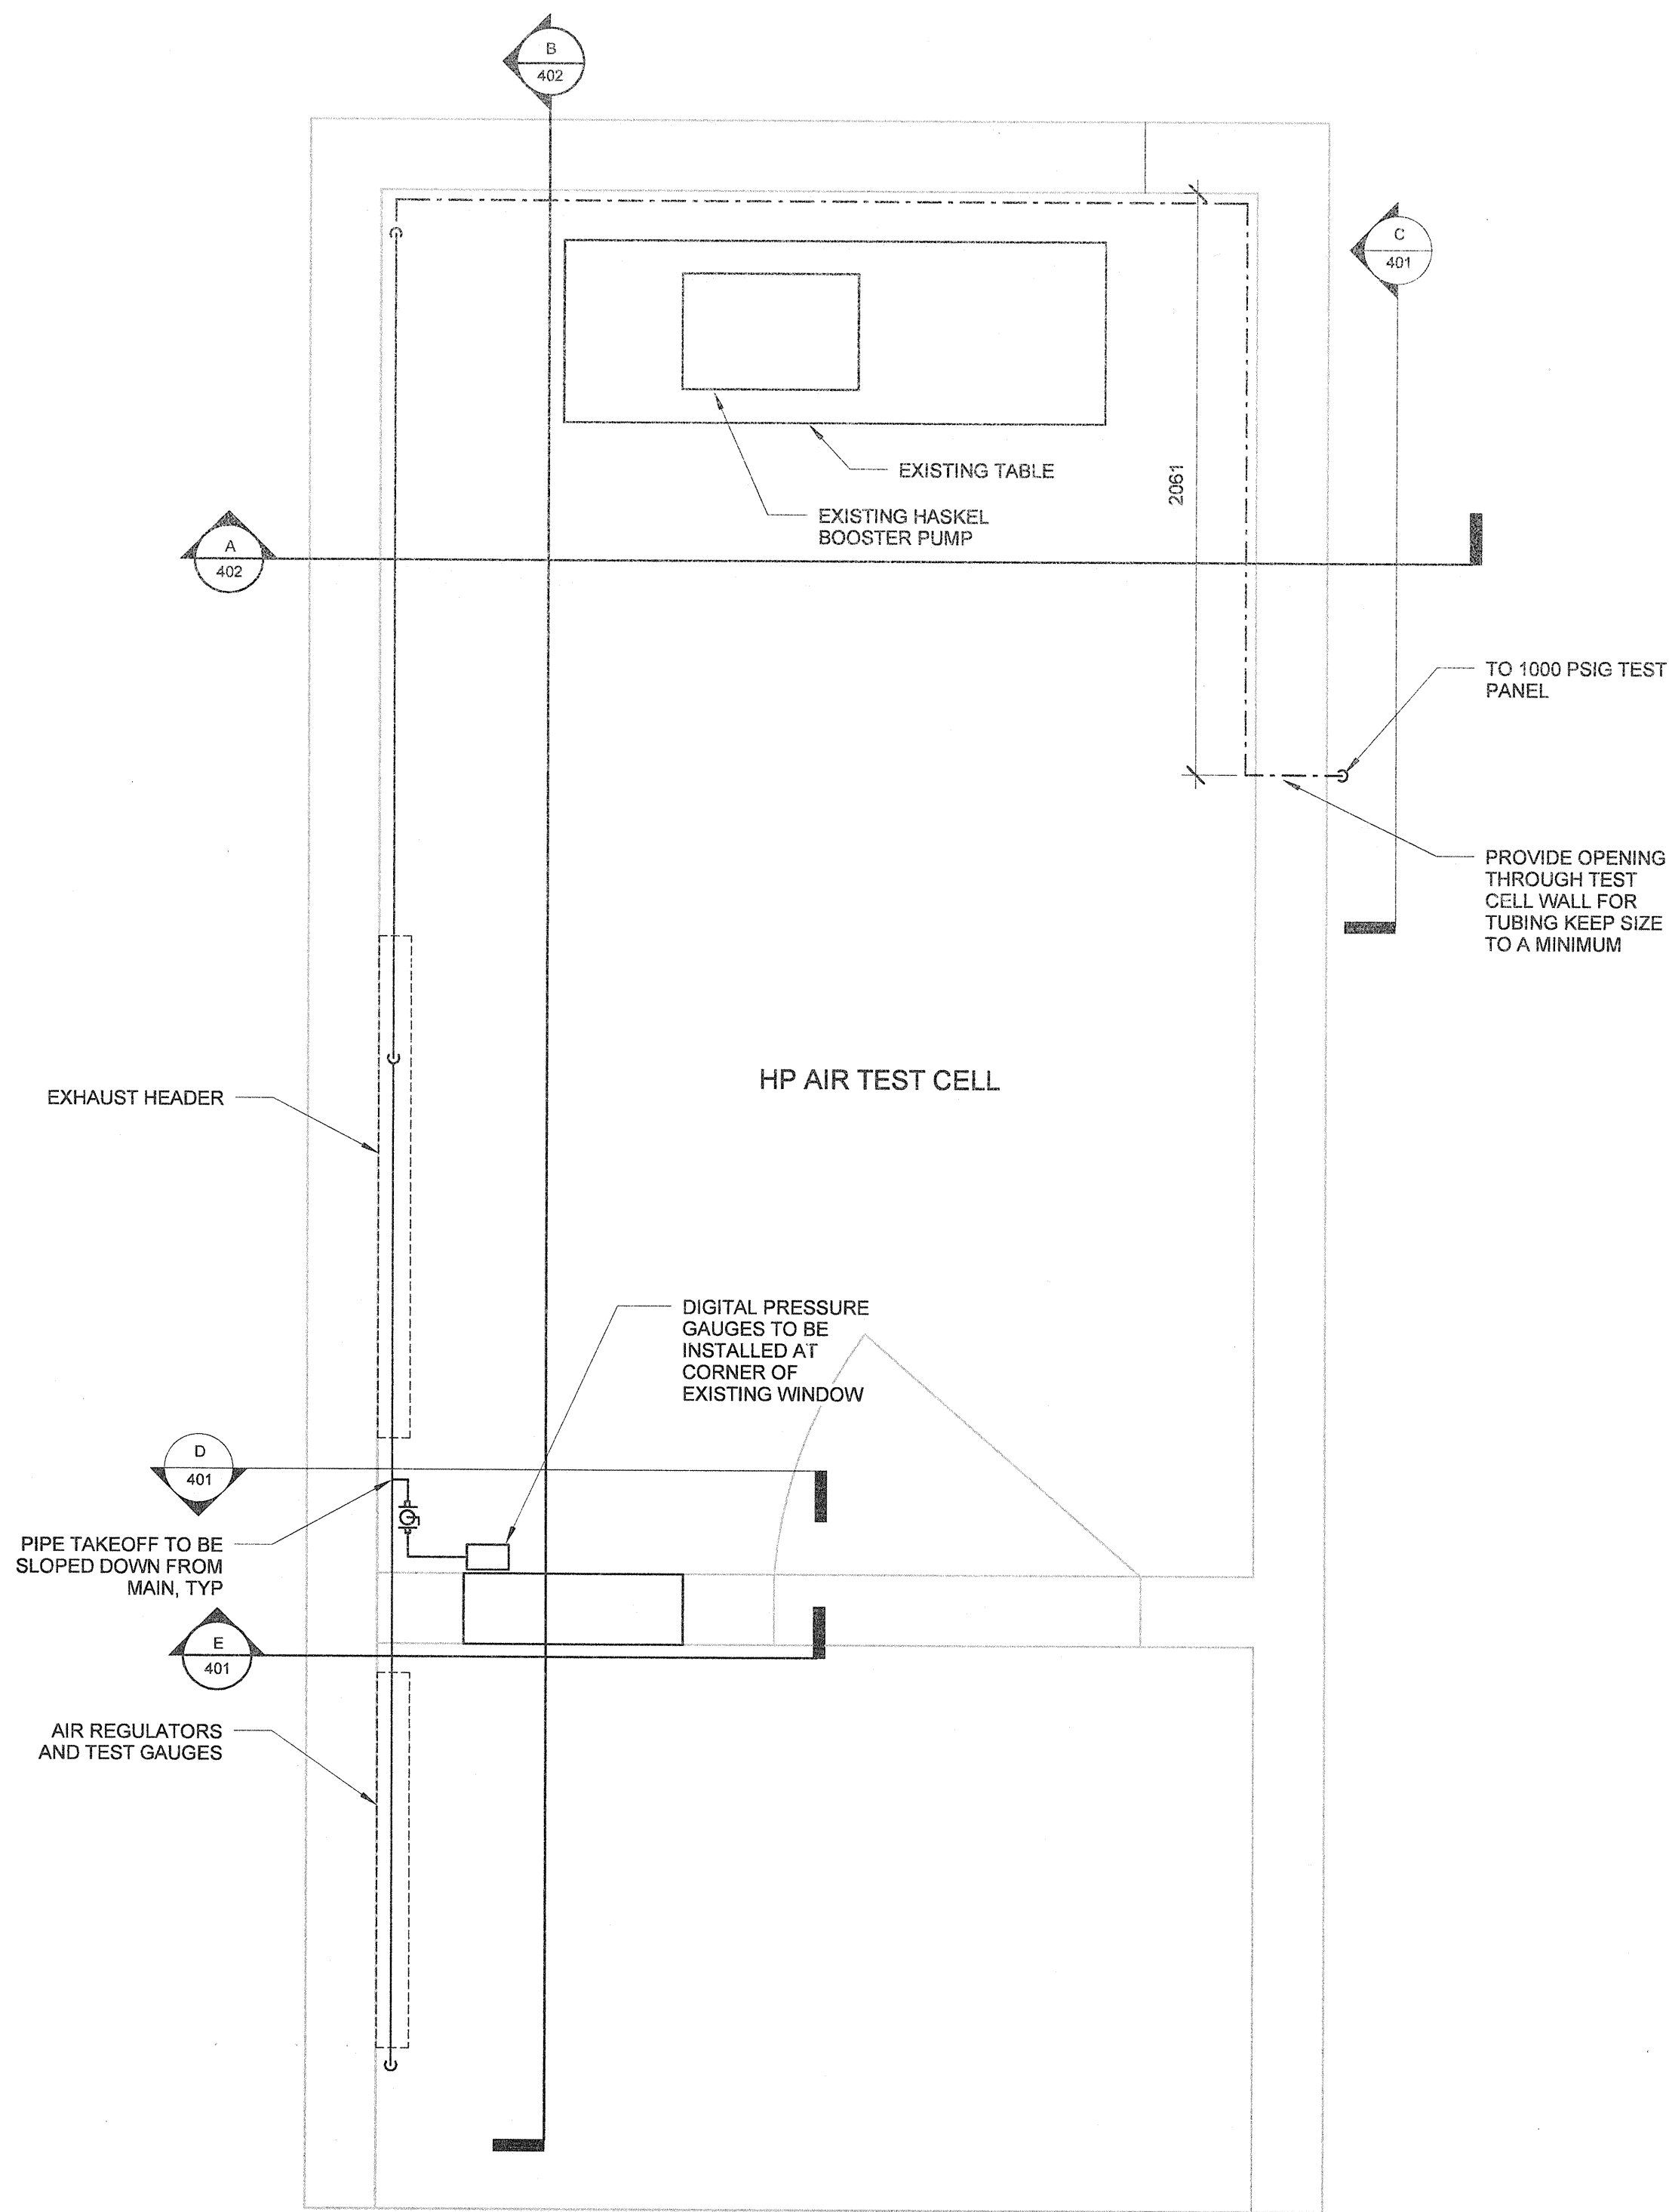 B
402
C
401
EXISTING TABLE
2061
EXISTING HASKEL
BOOSTER PUMP
A
402
TO 1000 PSIG TEST
PANEL
PROVIDE OPENING
THROUGH TEST
CELL WALL FOR
TUBING KEEP SIZE
TO A MINIMUM
HP AIR TEST CELL
EXHAUST HEADER
DIGITAL PRESSURE
GAUGES TO BE
INSTALLED AT
CORNER OF
EXISTING WINDOW
D
401
PIPE TAKEOFF TO BE
SLOPED DOWN FROM
MAIN, TYP
E
401
AIR REGULATORS
AND TEST GAUGES